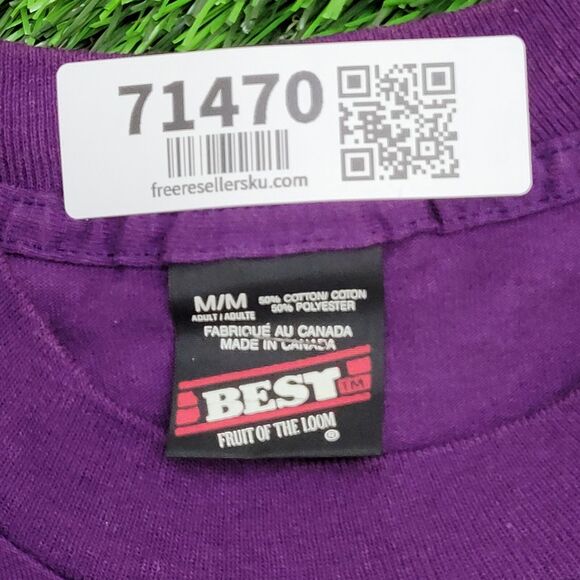 71470
freeresellersku.com
M/M 50% COTTON/ COTON
ADULT / ADULTE 50% POLYESTER
FABRIQUÉ AU CANADA
MADE IN CANADA
BEST TM
FRUIT OF THE LOOM ®